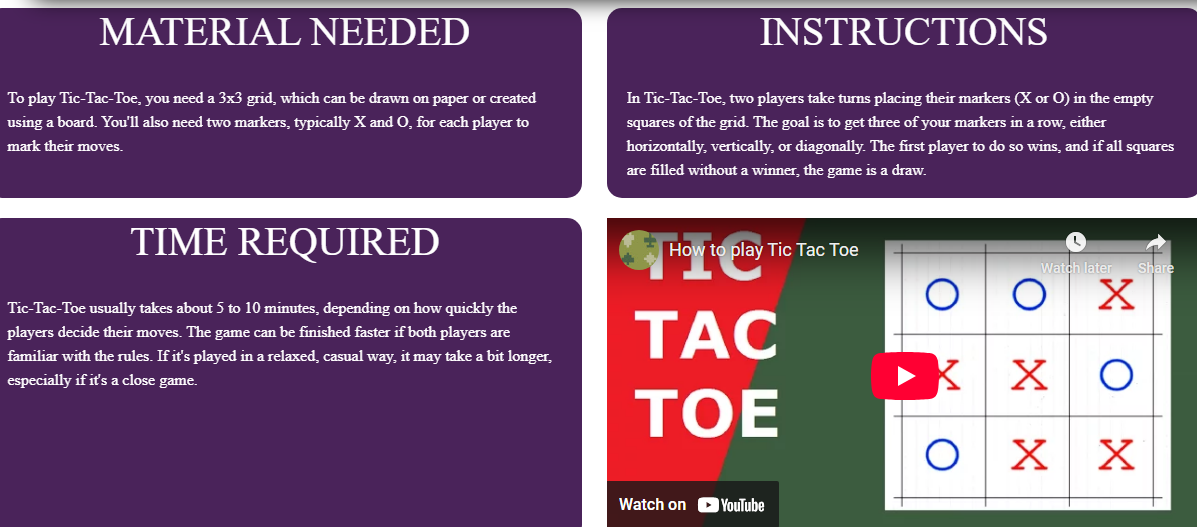 MATERIAL NEEDED
To play Tic-Tac-Toe, you need a 3x3 grid, which can be drawn on paper or created
using a board. You'll also need two markers, typically X and O, for each player to
mark their moves.
INSTRUCTIONS
In Tic-Tac-Toe, two players take turns placing their markers (X or O) in the empty
squares of the grid. The goal is to get three of your markers in a row, either
horizontally, vertically, or diagonally. The first player to do so wins, and if all squares
are filled without a winner, the game is a draw.
TIME REQUIRED
Tic-Tac-Toe usually takes about 5 to 10 minutes, depending on how quickly the
players decide their moves. The game can be finished faster if both players are
familiar with the rules. If it's played in a relaxed, casual way, it may take a bit longer,
especially if it's a close game.
How to play Tic Tac Toe
Watch later
Share
TIC
TAC
TOE
O O X
X X O
O X X
Watch on YouTube